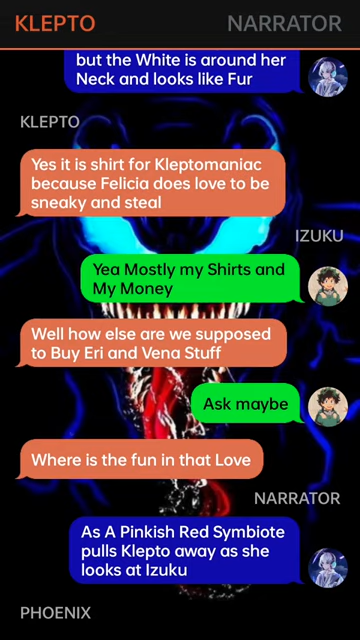 KLEPTO
NARRATOR
but the White is around her
Neck and looks like Fur
KLEPTO
Yes it is shirt for Kleptomaniac
because Felicia does love to be
sneaky and steal
IZUKU
Yea Mostly my Shirts and
My Money
Well how else are we supposed
to Buy Eri and Vena Stuff
Ask maybe
Where is the fun in that Love
NARRATOR
As A Pinkish Red Symbiote
pulls Klepto away as she
looks at Izuku
PHOENIX